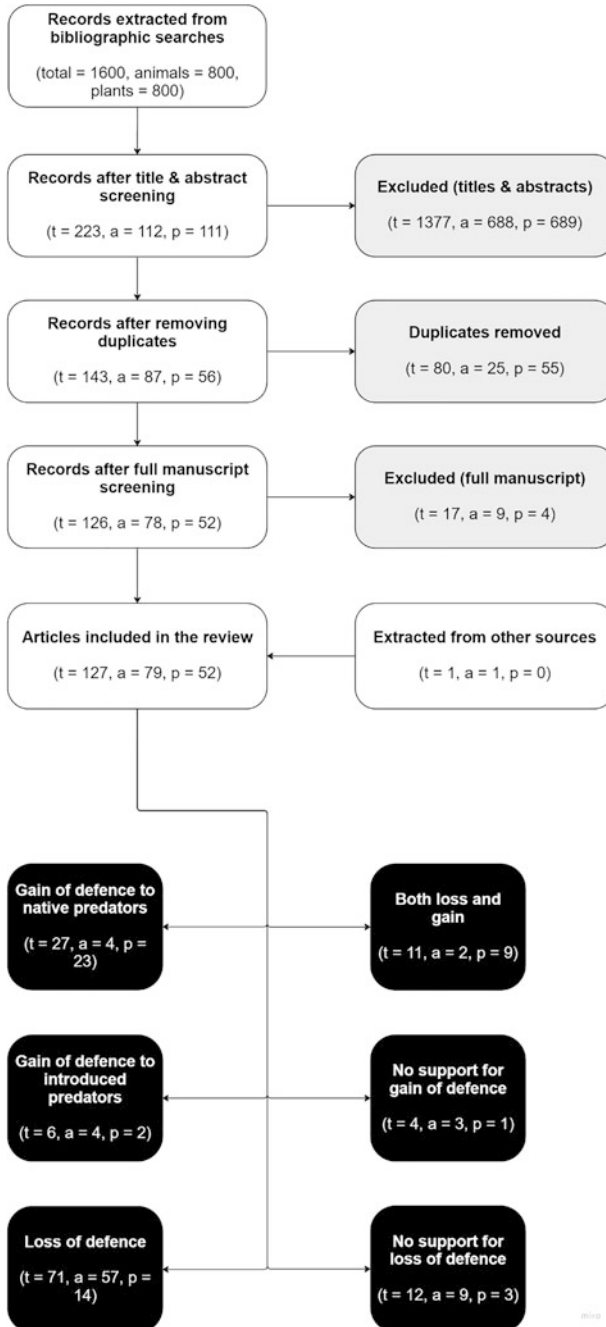 Records extracted from
bibliographic searches
(total = 1600, animals = 800,
plants = 800)
Records after title & abstract
screening
(t = 223, a = 112, p = 111)
Excluded (titles & abstracts)
(t = 1377, a = 688, p = 689)
Records after removing
duplicates
(t = 143, a = 87, p = 56)
Duplicates removed
(t = 80, a = 25, p = 55)
Records after full manuscript
screening
(t = 126, a = 78, p = 52)
Excluded (full manuscript)
(t = 17, a = 9, p = 4)
Articles included in the review
(t = 127, a = 79, p = 52)
Extracted from other sources
(t = 1, a = 1, p = 0)
Gain of defence to
native predators
(t = 27, a = 4, p =
23)
Both loss and
gain
(t = 11, a = 2, p = 9)
Gain of defence to
introduced
predators
(t = 6, a = 4, p = 2)
No support for
gain of defence
(t = 4, a = 3, p = 1)
Loss of defence
(t = 71, a = 57, p =
14)
No support for
loss of defence
(t = 12, a = 9, p = 3)
miro